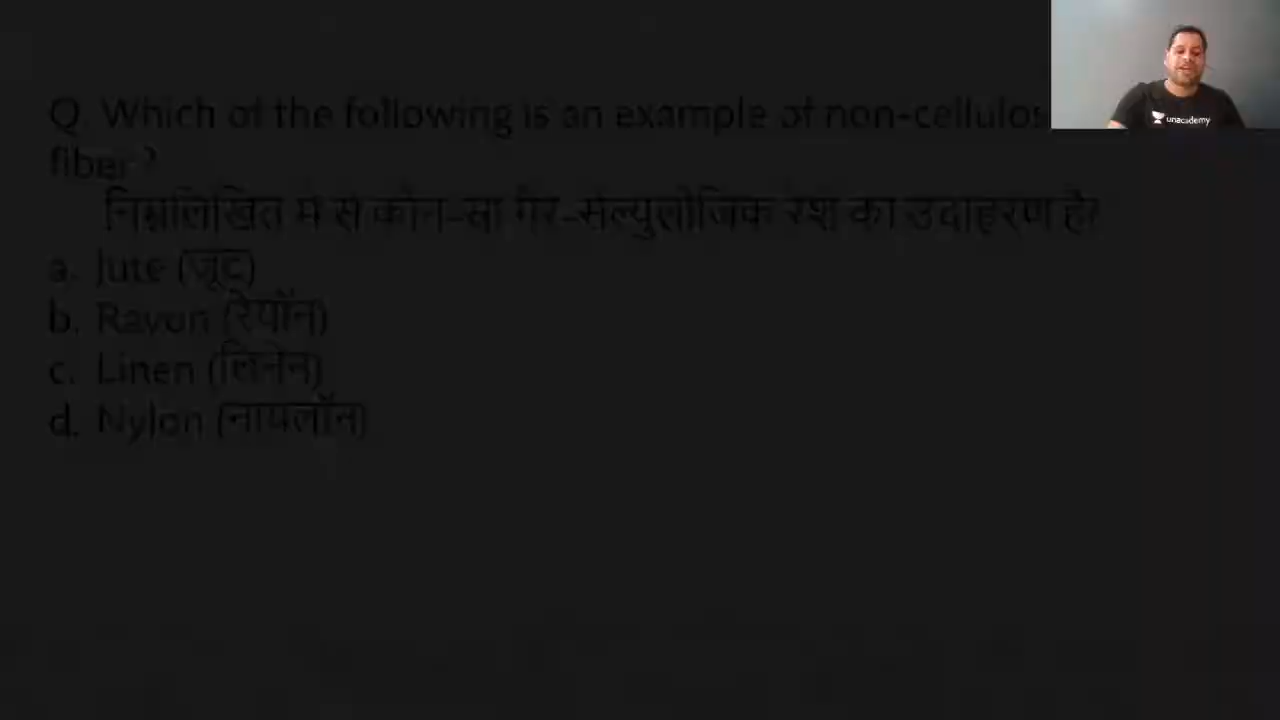 Q. Which of the following is an example of non-cellulos
fiber?
निम्नलिखित में से कौन-सा गैर-सेल्युलोजिक रेशे का उदाहरण है?
a. Jute (जूट)
b. Rayon (रेयॉन)
c. Linen (लिनेन)
d. Nylon (नायलॉन)
unacademy